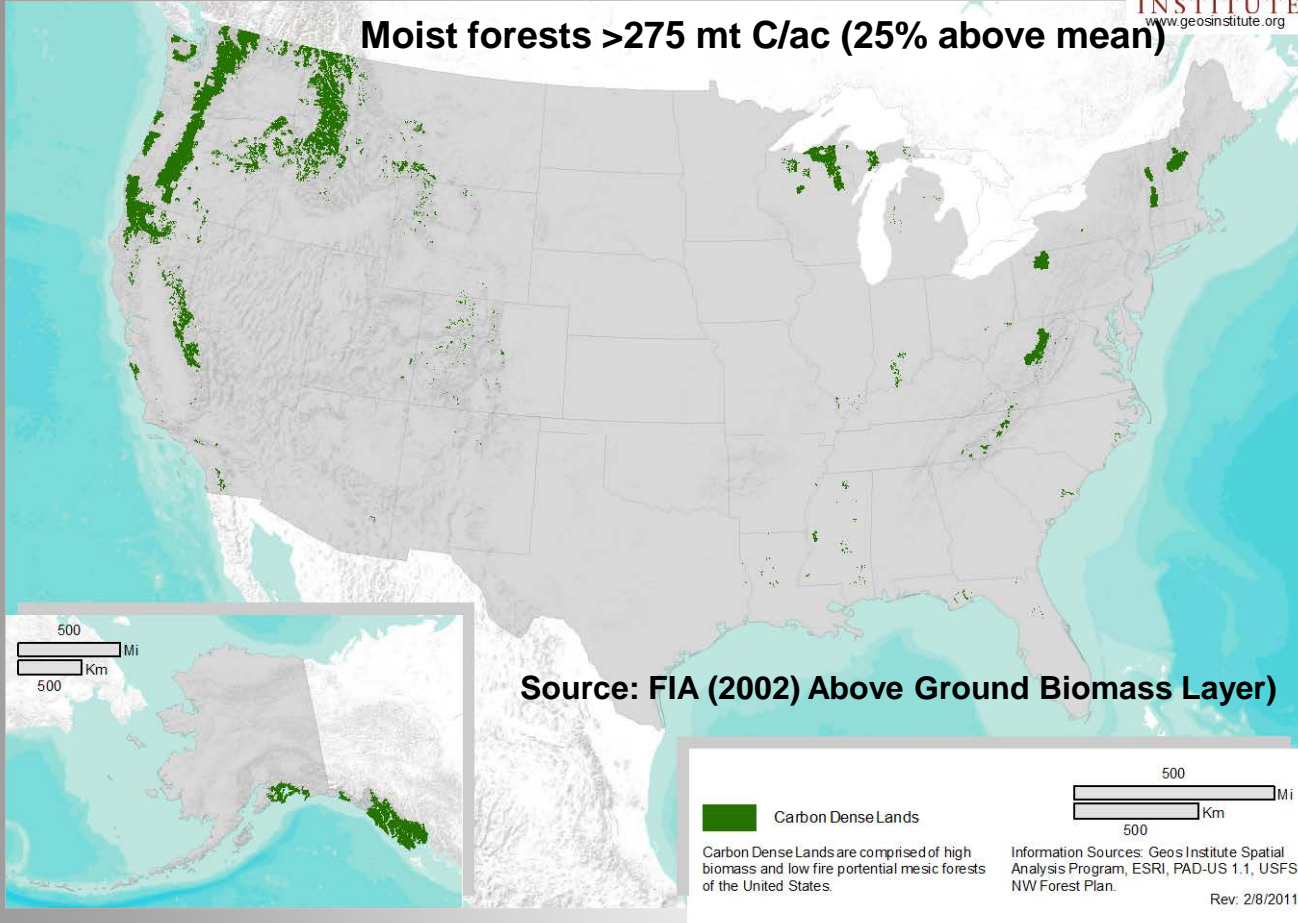 INSTITUTE
www.geosinstitute.org
Moist forests >275 mt C/ac (25% above mean)
500
Mi
Km
500
Source: FIA (2002) Above Ground Biomass Layer)
Carbon Dense Lands
Carbon Dense Lands are comprised of high
biomass and low fire portential mesic forests
of the United States.
500
Mi
Km
500
Information Sources: Geos Institute Spatial
Analysis Program, ESRI, PAD-US 1.1, USFS
NW Forest Plan.
Rev: 2/8/2011